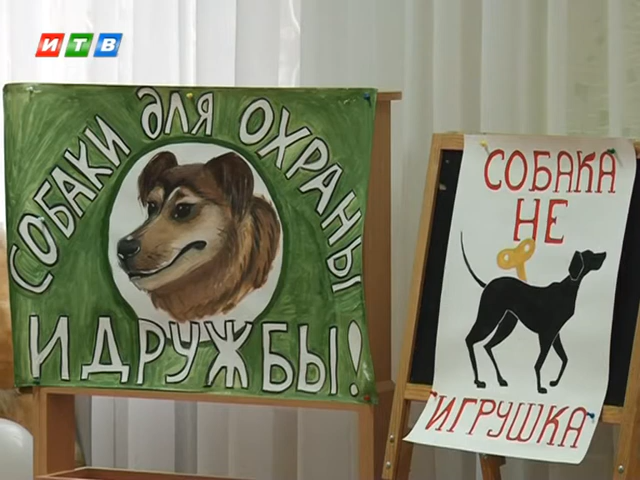 ИТВ
СОБАКИ ДЛЯ ОХРАНЫ
И ДРУЖБЫ!
СОБАКА
НЕ
ИГРУШКА